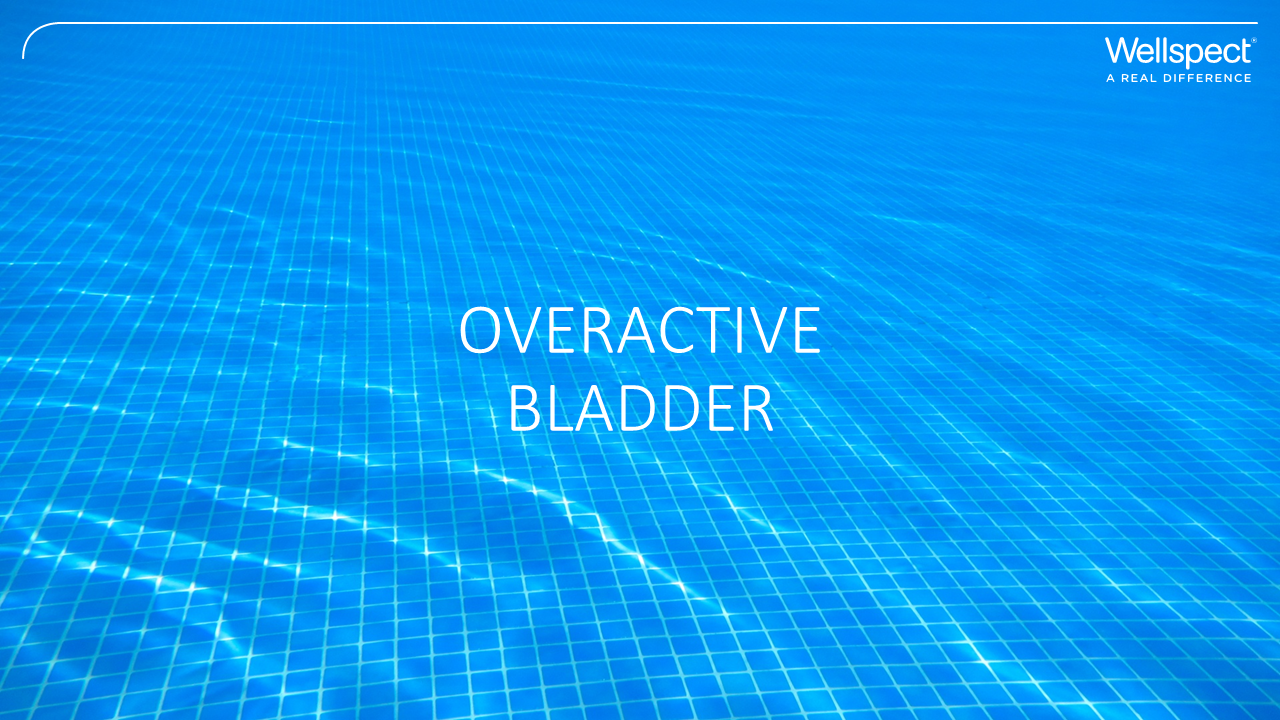 Wellspect®
A REAL DIFFERENCE
OVERACTIVE
BLADDER